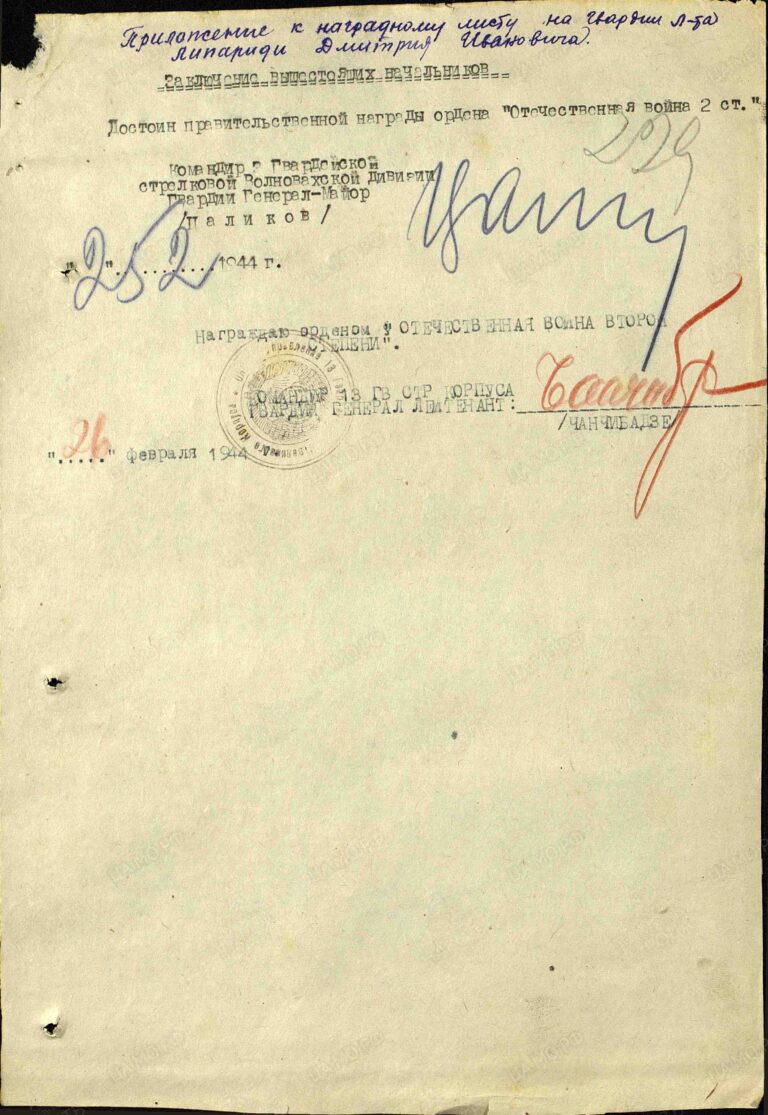 Приложение к наградному листу на Гвардии Л-та
Липариди Дмитрия Ивановича.
Заключение вышестоящих начальников
Достоин правительственной награды ордена "Отечественная война 2 ст."
2029
Командир Гвардейской
стрелковой Волновахской дивизии
Гвардии Генерал-Майор
/Цаликов/
"25" 2 1944 г.
Награждаю орденом "ОТЕЧЕСТВЕННАЯ ВОЙНА ВТОРОЙ
СТЕПЕНИ".
КОМАНДИР 13 ГВ СТР КОРПУСА
ГВАРДИИ ГЕНЕРАЛ ЛЕЙТЕНАНТ:
/ЧАНЧИБАДЗЕ/
"26" февраля 1944